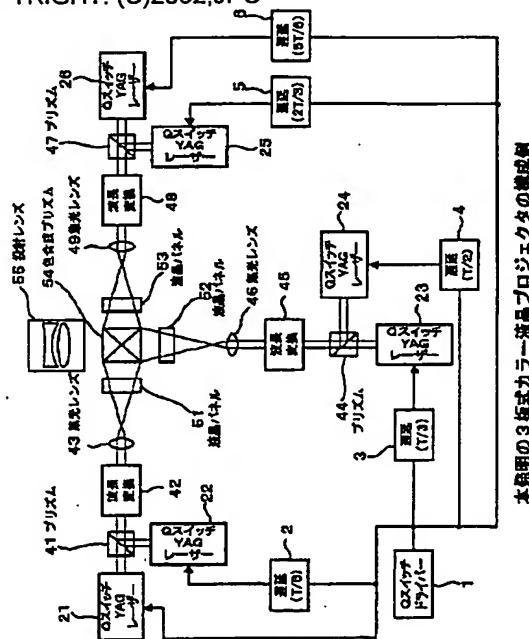 TRIGHT: (C)2002,JPO
6
遅延
(5T/6)
5
遅延
(2T/3)
26
Qスイッチ
YAG
レーザー
47 プリズム
Qスイッチ
YAG
レーザー
25
波長
変換
48
49集光レンズ
24
Qスイッチ
YAG
レーザー
4
遅延
(T/2)
55 投射レンズ
54色合成プリズム
53
液晶パネル
52
液晶パネル
46 集光レンズ
45
波長
変換
44
プリズム
23
Qスイッチ
YAG
レーザー
51
液晶パネル
43 集光レンズ
3
遅延
(T/3)
波長
変換
42
41 プリズム
22
Qスイッチ
YAG
レーザー
2
遅延
(T/6)
21
Qスイッチ
YAG
レーザー
Qスイッチ
ドライバー
1
本発明の3板式カラー液晶プロジェクタの構成例